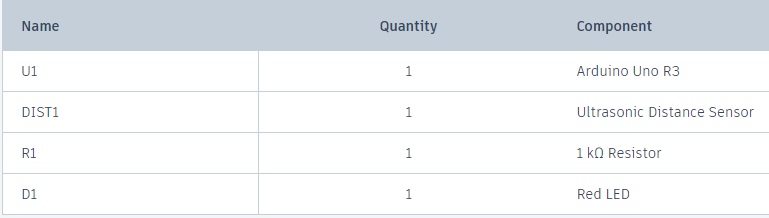 Name Quantity Component
U1 1 Arduino Uno R3
DIST1 1 Ultrasonic Distance Sensor
R1 1 1 kΩ Resistor
D1 1 Red LED